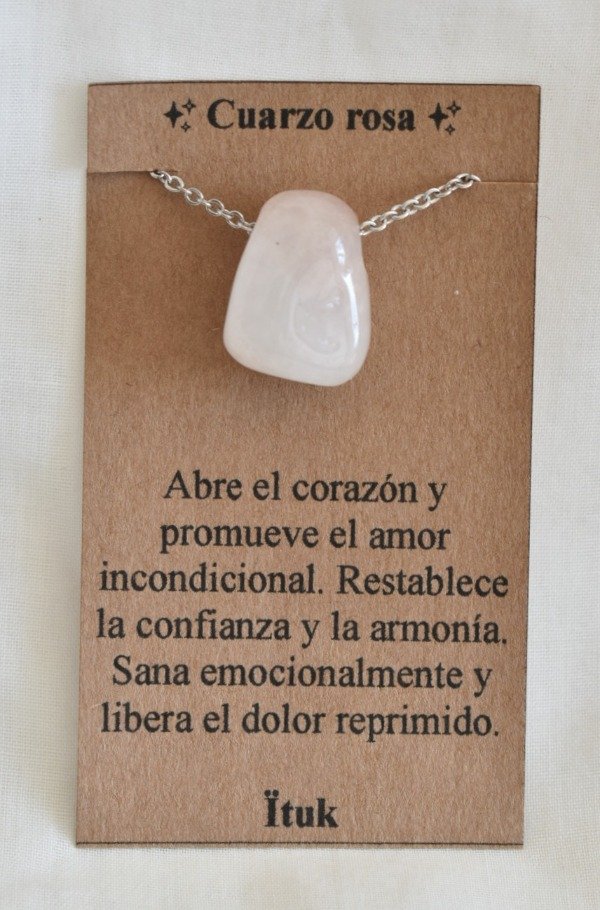 Cuarzo rosa
Abre el corazón y
promueve el amor
incondicional. Restablece
la confianza y la armonía.
Sana emocionalmente y
libera el dolor reprimido.
Ïtuk